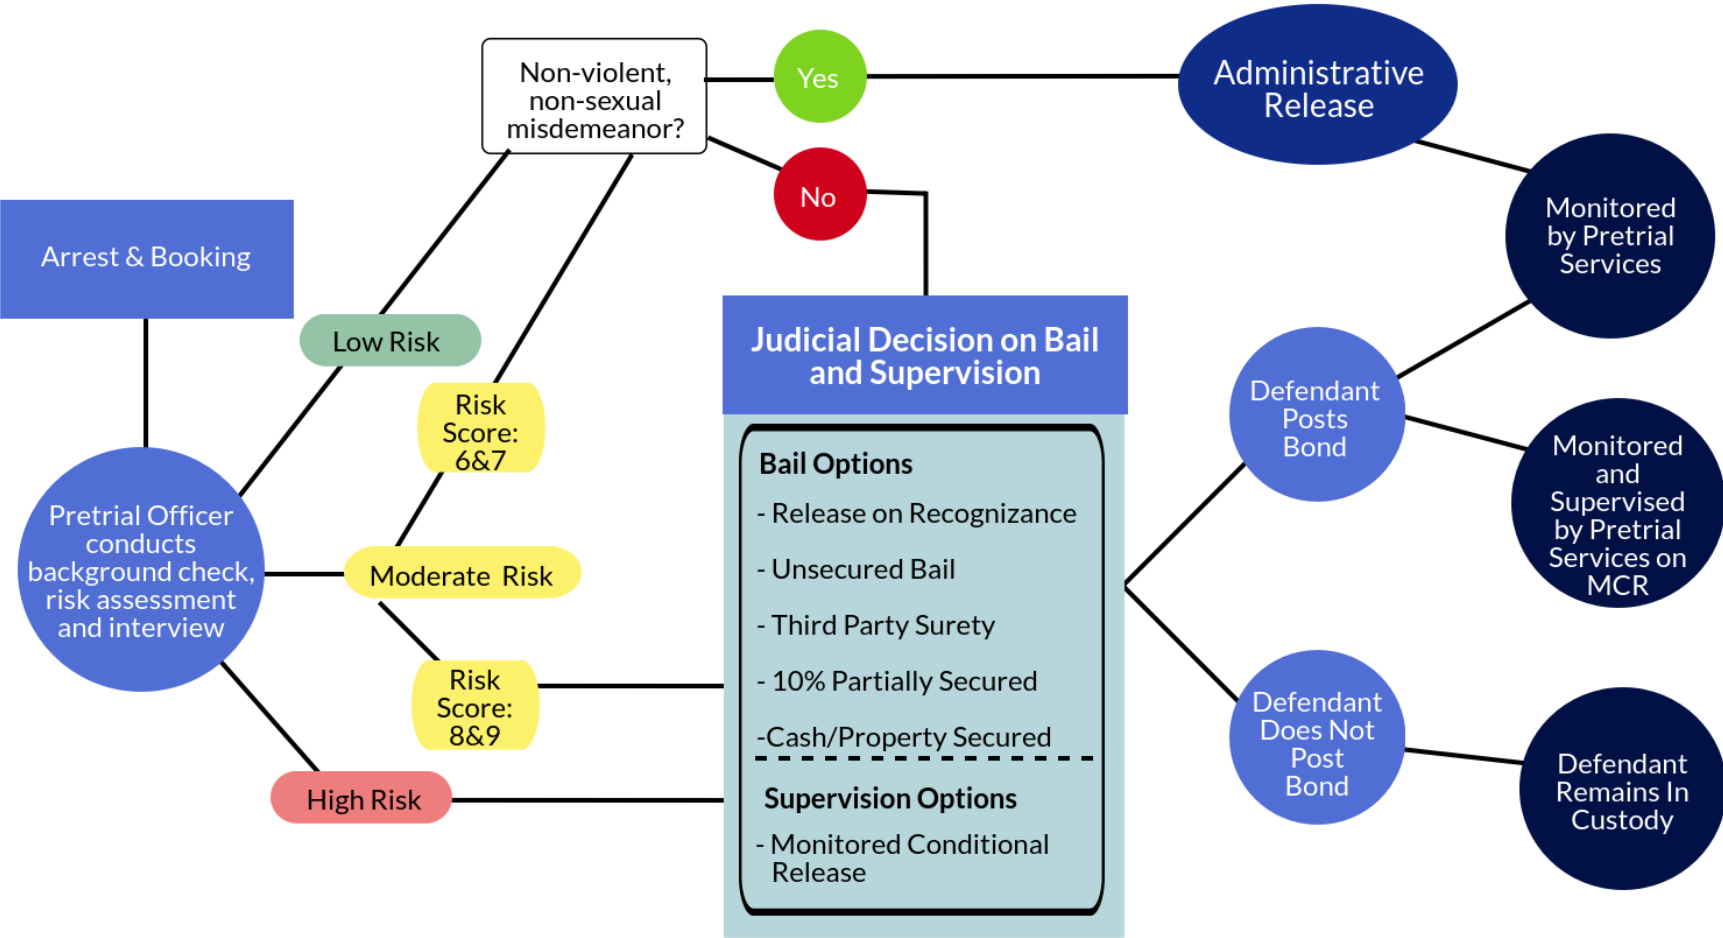 Non-violent,
non-sexual
misdemeanor?
Yes
No
Administrative
Release
Monitored
by Pretrial
Services
Arrest & Booking
Low Risk
Risk
Score:
6&7
Pretrial Officer
conducts
background check,
risk assessment
and interview
Moderate Risk
Risk
Score:
8&9
High Risk
Judicial Decision on Bail
and Supervision
Bail Options
- Release on Recognizance
- Unsecured Bail
- Third Party Surety
- 10% Partially Secured
-Cash/Property Secured
Supervision Options
- Monitored Conditional
Release
Defendant
Posts
Bond
Monitored
and
Supervised
by Pretrial
Services on
MCR
Defendant
Does Not
Post
Bond
Defendant
Remains In
Custody